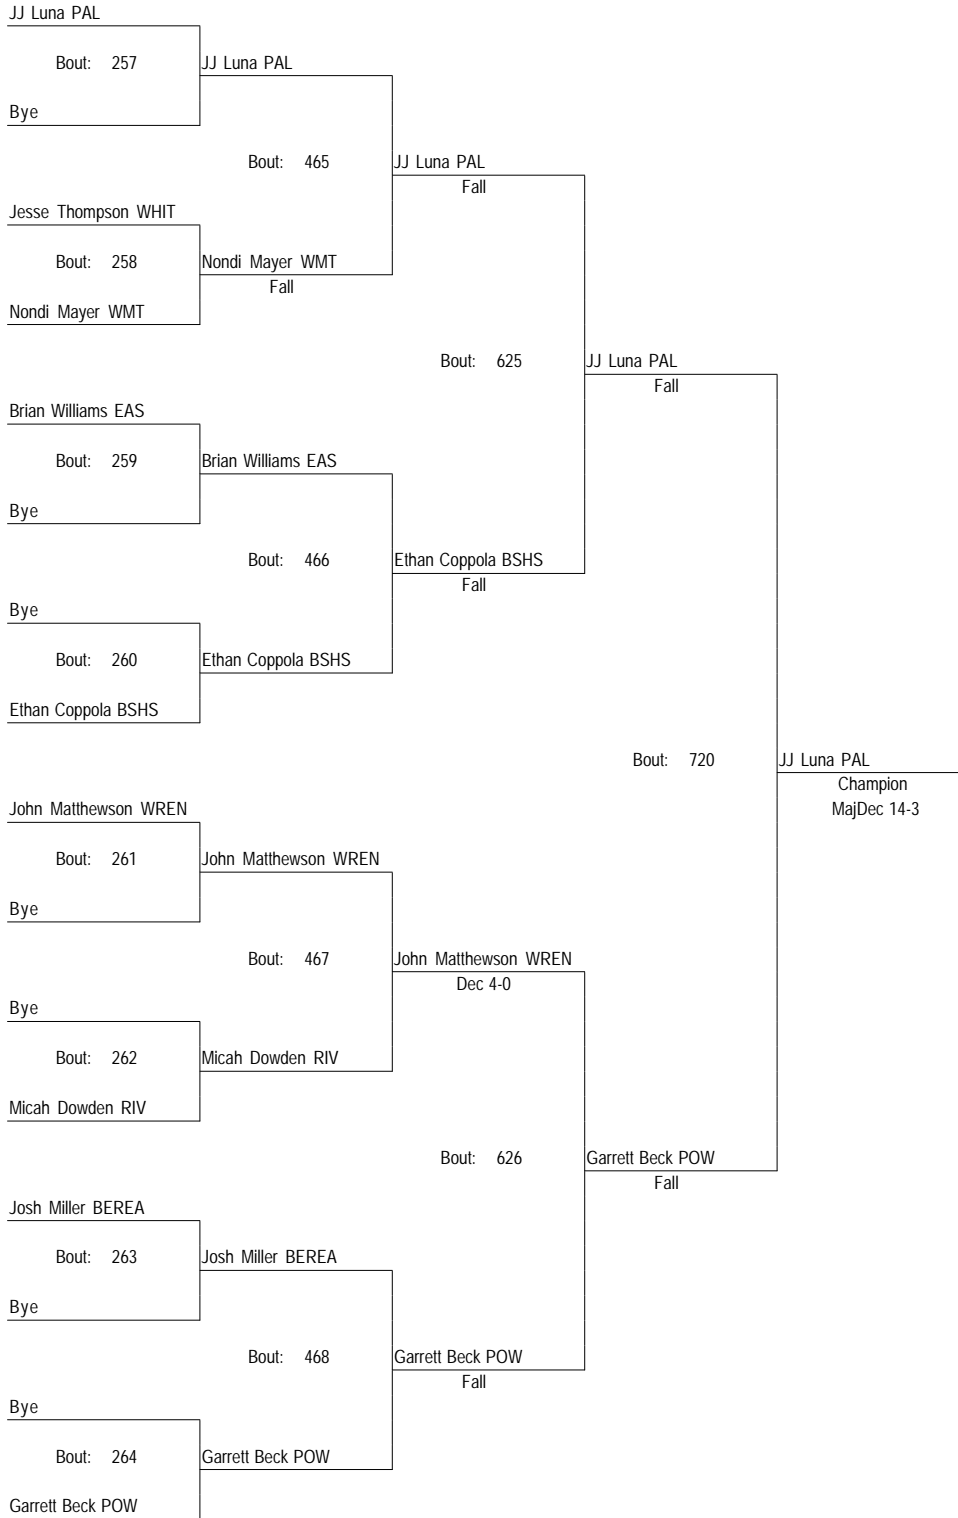 JJ Luna PAL
Bout: 257
JJ Luna PAL
Bye
Bout: 465
JJ Luna PAL
Fall
Jesse Thompson WHIT
Bout: 258
Nondi Mayer WMT
Fall
Nondi Mayer WMT
Bout: 625
JJ Luna PAL
Fall
Brian Williams EAS
Bout: 259
Brian Williams EAS
Bye
Bout: 466
Ethan Coppola BSHS
Fall
Bye
Bout: 260
Ethan Coppola BSHS
Ethan Coppola BSHS
Bout: 720
JJ Luna PAL
Champion
MajDec 14-3
John Matthewson WREN
Bout: 261
John Matthewson WREN
Bye
Bout: 467
John Matthewson WREN
Dec 4-0
Bye
Bout: 262
Micah Dowden RIV
Micah Dowden RIV
Bout: 626
Garrett Beck POW
Fall
Josh Miller BEREA
Bout: 263
Josh Miller BEREA
Bye
Bout: 468
Garrett Beck POW
Fall
Bye
Bout: 264
Garrett Beck POW
Garrett Beck POW